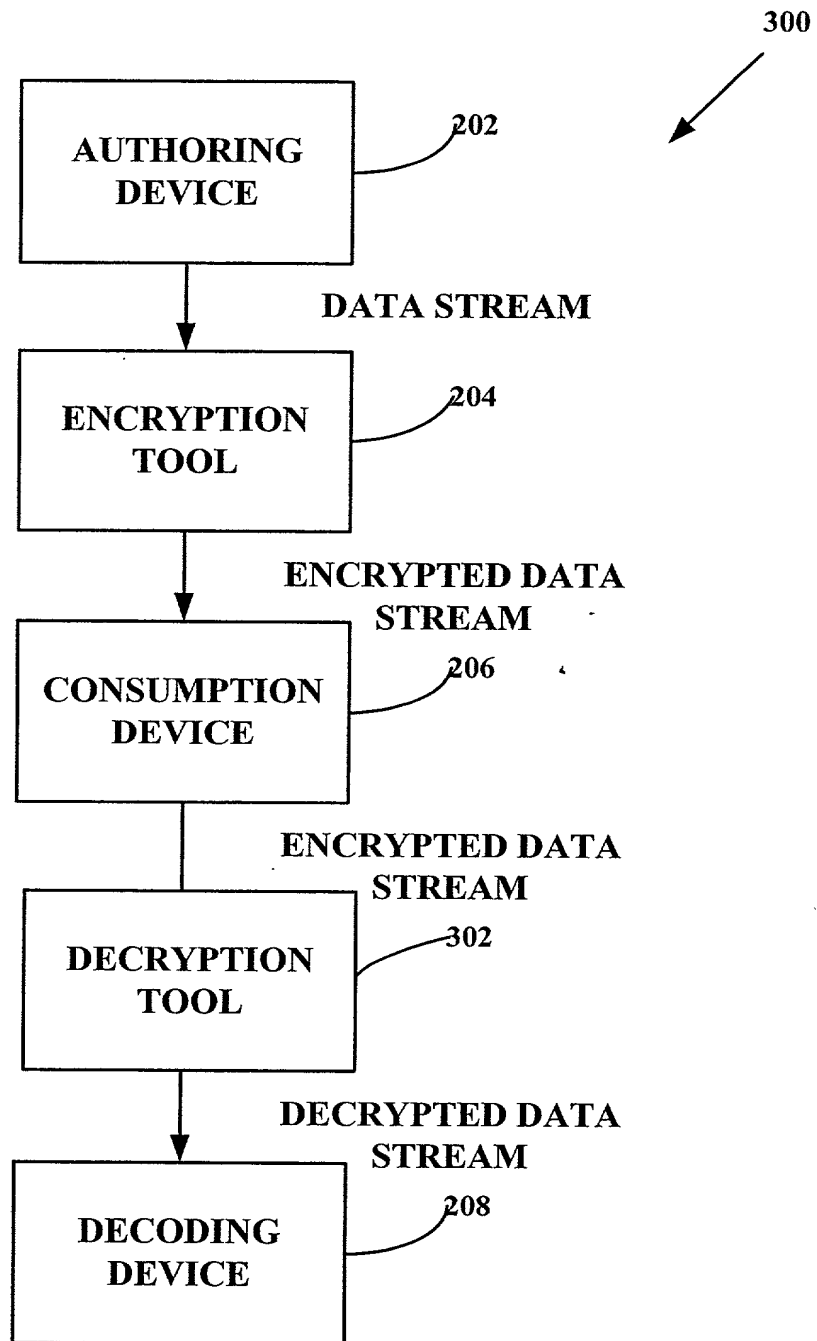 300
AUTHORING
DEVICE
202
DATA STREAM
ENCRYPTION
TOOL
204
ENCRYPTED DATA
STREAM
CONSUMPTION
DEVICE
206
ENCRYPTED DATA
STREAM
DECRYPTION
TOOL
302
DECRYPTED DATA
STREAM
DECODING
DEVICE
208